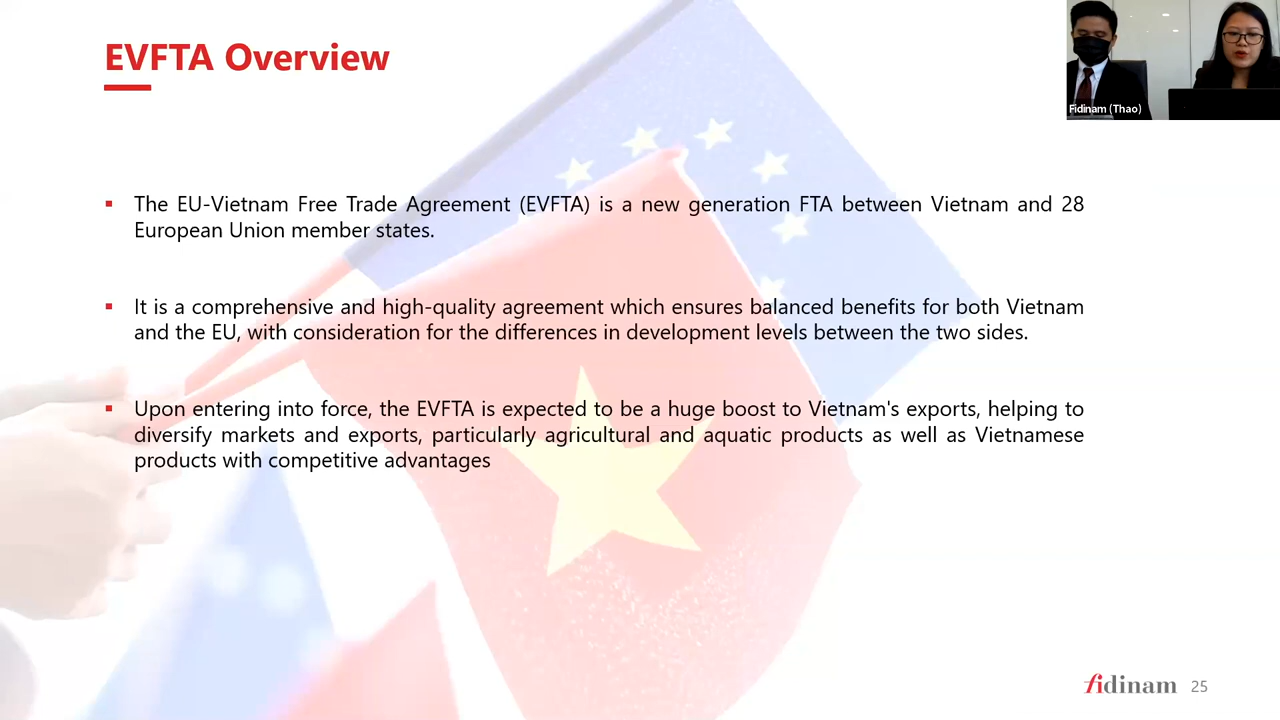 EVFTA Overview
Fidinam (Thao)
▪ The EU-Vietnam Free Trade Agreement (EVFTA) is a new generation FTA between Vietnam and 28
European Union member states.
▪ It is a comprehensive and high-quality agreement which ensures balanced benefits for both Vietnam
and the EU, with consideration for the differences in development levels between the two sides.
▪ Upon entering into force, the EVFTA is expected to be a huge boost to Vietnam's exports, helping to
diversify markets and exports, particularly agricultural and aquatic products as well as Vietnamese
products with competitive advantages
fidinam 25